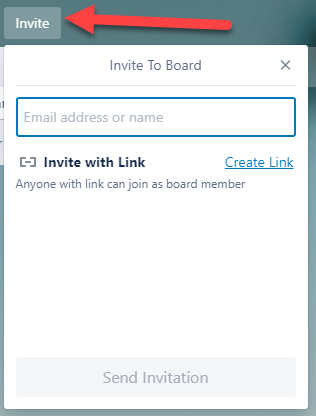 Invite
Invite To Board
Email address or name
Invite with Link Create Link
Anyone with link can join as board member
Send Invitation